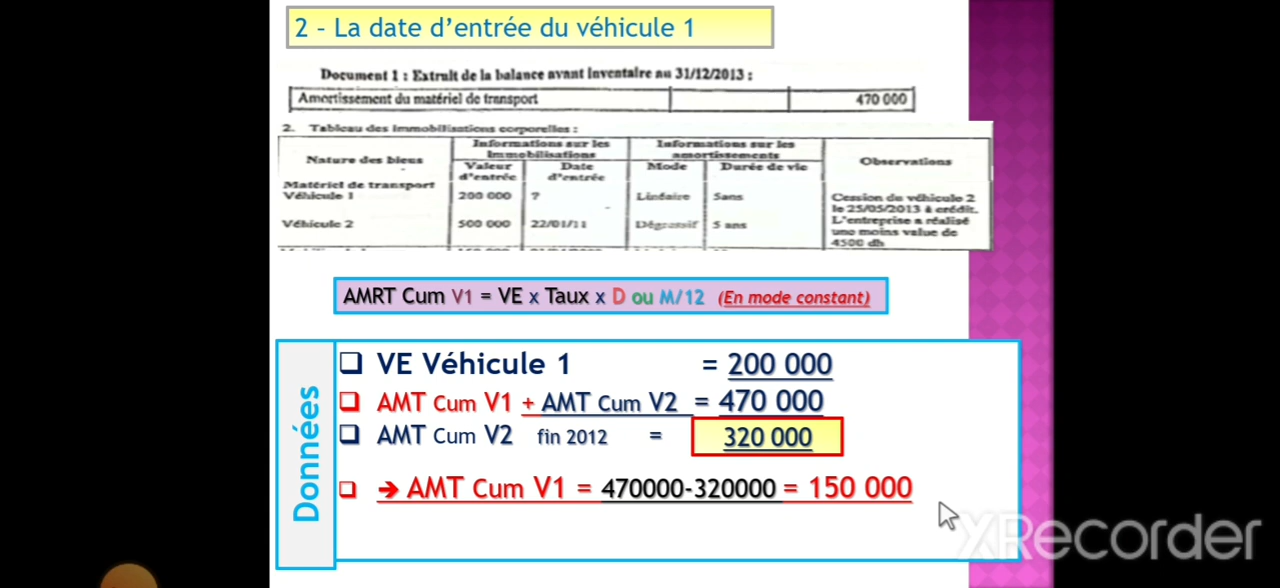 2 – La date d'entrée du véhicule 1
Document 1 : Extrait de la balance avant inventaire au 31/12/2013 :
Amortissement du matériel de transport 470 000
2. Tableau des immobilisations corporelles :
Nature des biens Informations sur les immobilisations Informations sur les amortissements Observations
Valeur d'entrée Date d'entrée Mode Durée de vie
Matériel de transport
Véhicule 1 200 000 ? Linéaire 5ans Cession du véhicule 2
le 25/05/2013 à crédit.
Véhicule 2 500 000 22/01/11 Dégressif 5 ans L'entreprise a réalisé
une moins value de
4500 dh
AMRT Cum V1 = VE x Taux x D ou M/12 (En mode constant)
Données
VE Véhicule 1 = 200 000
AMT Cum V1 + AMT Cum V2 = 470 000
AMT Cum V2 fin 2012 = 320 000
➔ AMT Cum V1 = 470000-320000 = 150 000
XRecorder